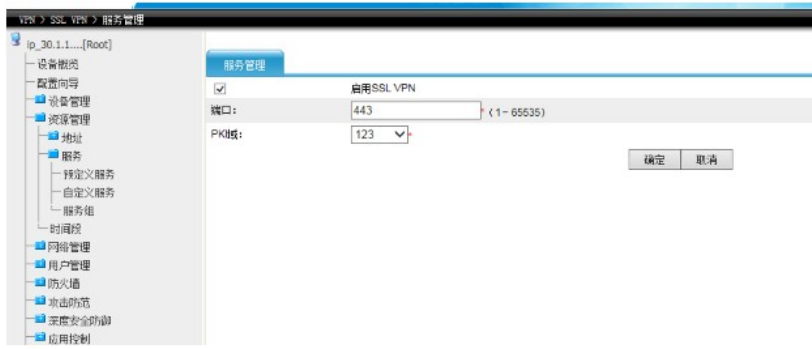 VPN > SSL VPN > 服务管理
ip_30.1.1....[Root]
设备概览
配置向导
设备管理
资源管理
地址
服务
预定义服务
自定义服务
服务组
时间段
网络管理
用户管理
防火墙
攻击防范
深度安全防御
应用控制
服务管理
启用SSL VPN
端口: 443 * (1- 65535)
PKI域: 123 *
确定 取消